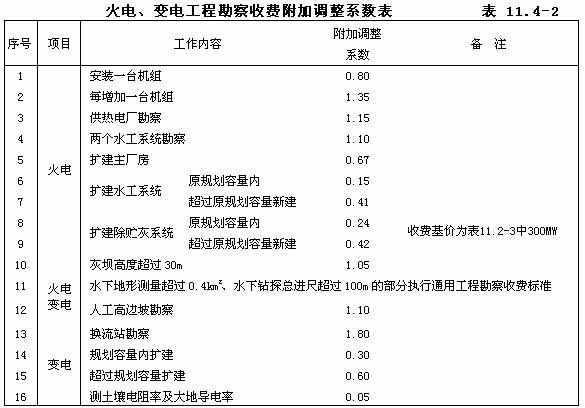 火电、变电工程勘察收费附加调整系数表 表 11.4-2
序号 项目 工作内容 附加调整系数 备 注
1 火电 安装一台机组 0.80
2 每增加一台机组 1.35
3 供热电厂勘察 1.15
4 两个水工系统勘察 1.10
5 扩建主厂房 0.67
6 扩建水工系统 原规划容量内 0.15
7 超过原规划容量新建 0.41
8 扩建除贮灰系统 原规划容量内 0.24 收费基价为表11.2-3中300MW
9 超过原规划容量新建 0.42
10 灰坝高度超过30m 1.05
11 火电变电 水下地形测量超过0.4km²、水下钻探总进尺超过100m的部分执行通用工程勘察收费标准
12 人工高边坡勘察 1.10
13 变电 换流站勘察 1.80
14 规划容量内扩建 0.30
15 超过规划容量扩建 0.60
16 测土壤电阻率及大地导电率 0.05